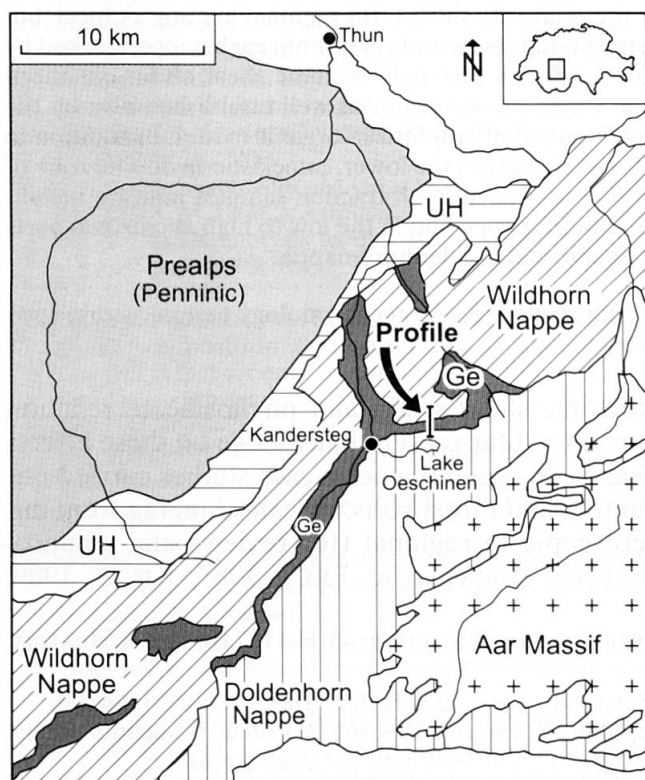 10 km
Thun
N
UH
Prealps
(Penninic)
Wildhorn
Nappe
Profile
Ge
Kandersteg
Lake
Oeschinen
Ge
UH
Aar Massif
Wildhorn
Nappe
Doldenhorn
Nappe